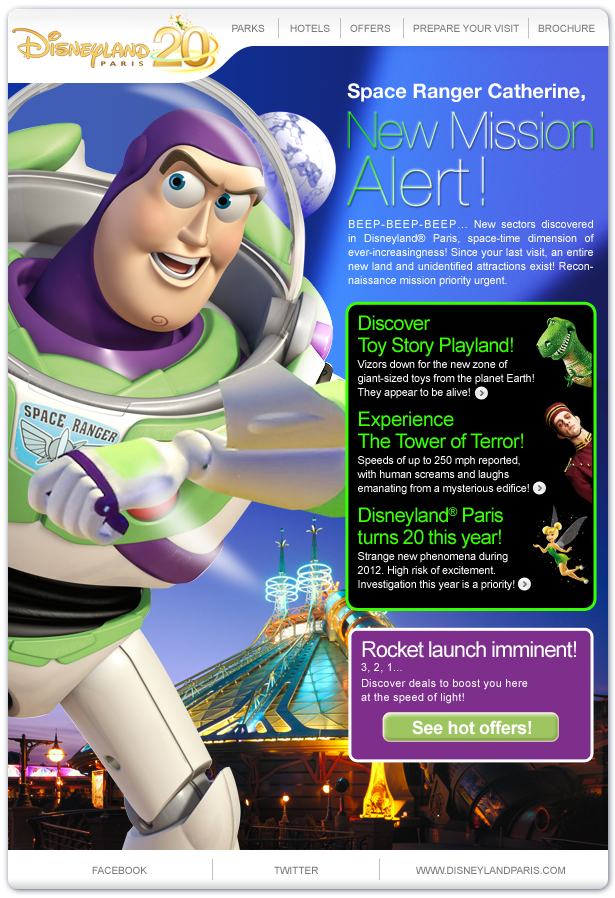 DISNEYLAND
PARIS
20
PARKS
HOTELS
OFFERS
PREPARE YOUR VISIT
BROCHURE
Space Ranger Catherine,
New Mission
Alert!
BEEP-BEEP-BEEP... New sectors discovered
in Disneyland® Paris, space-time dimension of
ever-increasingness! Since your last visit, an entire
new land and unidentified attractions exist! Recon-
naissance mission priority urgent.
Discover
Toy Story Playland!
Vizors down for the new zone of
giant-sized toys from the planet Earth!
They appear to be alive!
Experience
The Tower of Terror!
Speeds of up to 250 mph reported,
with human screams and laughs
emanating from a mysterious edifice!
Disneyland® Paris
turns 20 this year!
Strange new phenomena during
2012. High risk of excitement.
Investigation this year is a priority!
SPACE RANGER
Rocket launch imminent!
3, 2, 1...
Discover deals to boost you here
at the speed of light!
See hot offers!
FACEBOOK
TWITTER
WWW.DISNEYLANDPARIS.COM